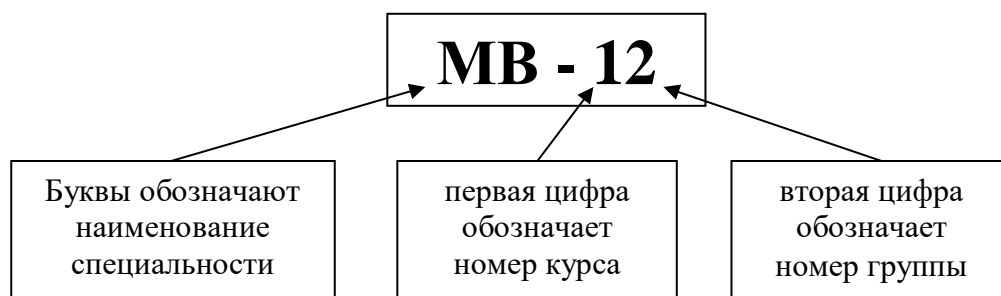 МВ - 12
Буквы обозначают
наименование
специальности
первая цифра
обозначает
номер курса
вторая цифра
обозначает
номер группы